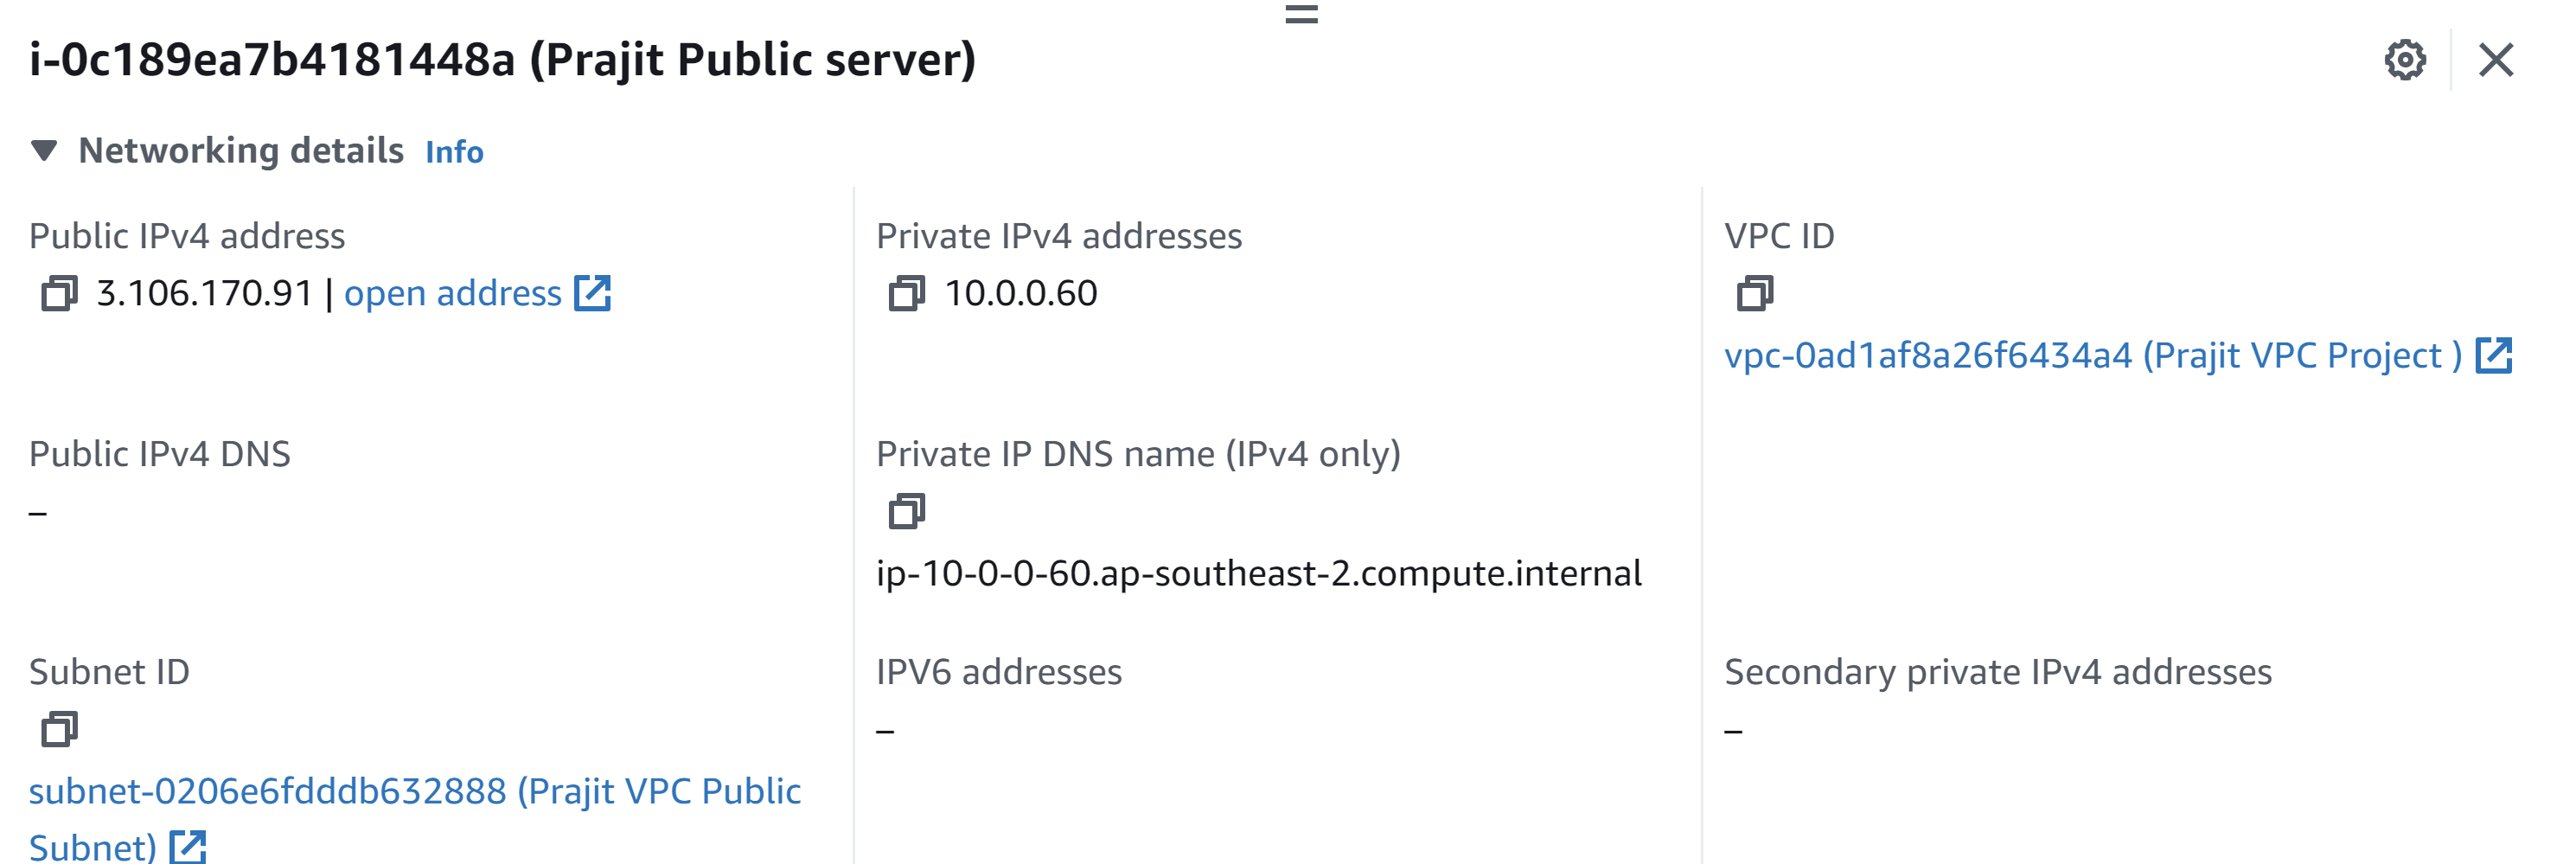 i-0c189ea7b4181448a (Prajit Public server)
Networking details Info
Public IPv4 address
3.106.170.91 | open address
Private IPv4 addresses
10.0.0.60
VPC ID
vpc-0ad1af8a26f6434a4 (Prajit VPC Project )
Public IPv4 DNS
–
Private IP DNS name (IPv4 only)
ip-10-0-0-60.ap-southeast-2.compute.internal
Subnet ID
subnet-0206e6fdddb632888 (Prajit VPC Public
Subnet)
IPV6 addresses
–
Secondary private IPv4 addresses
–